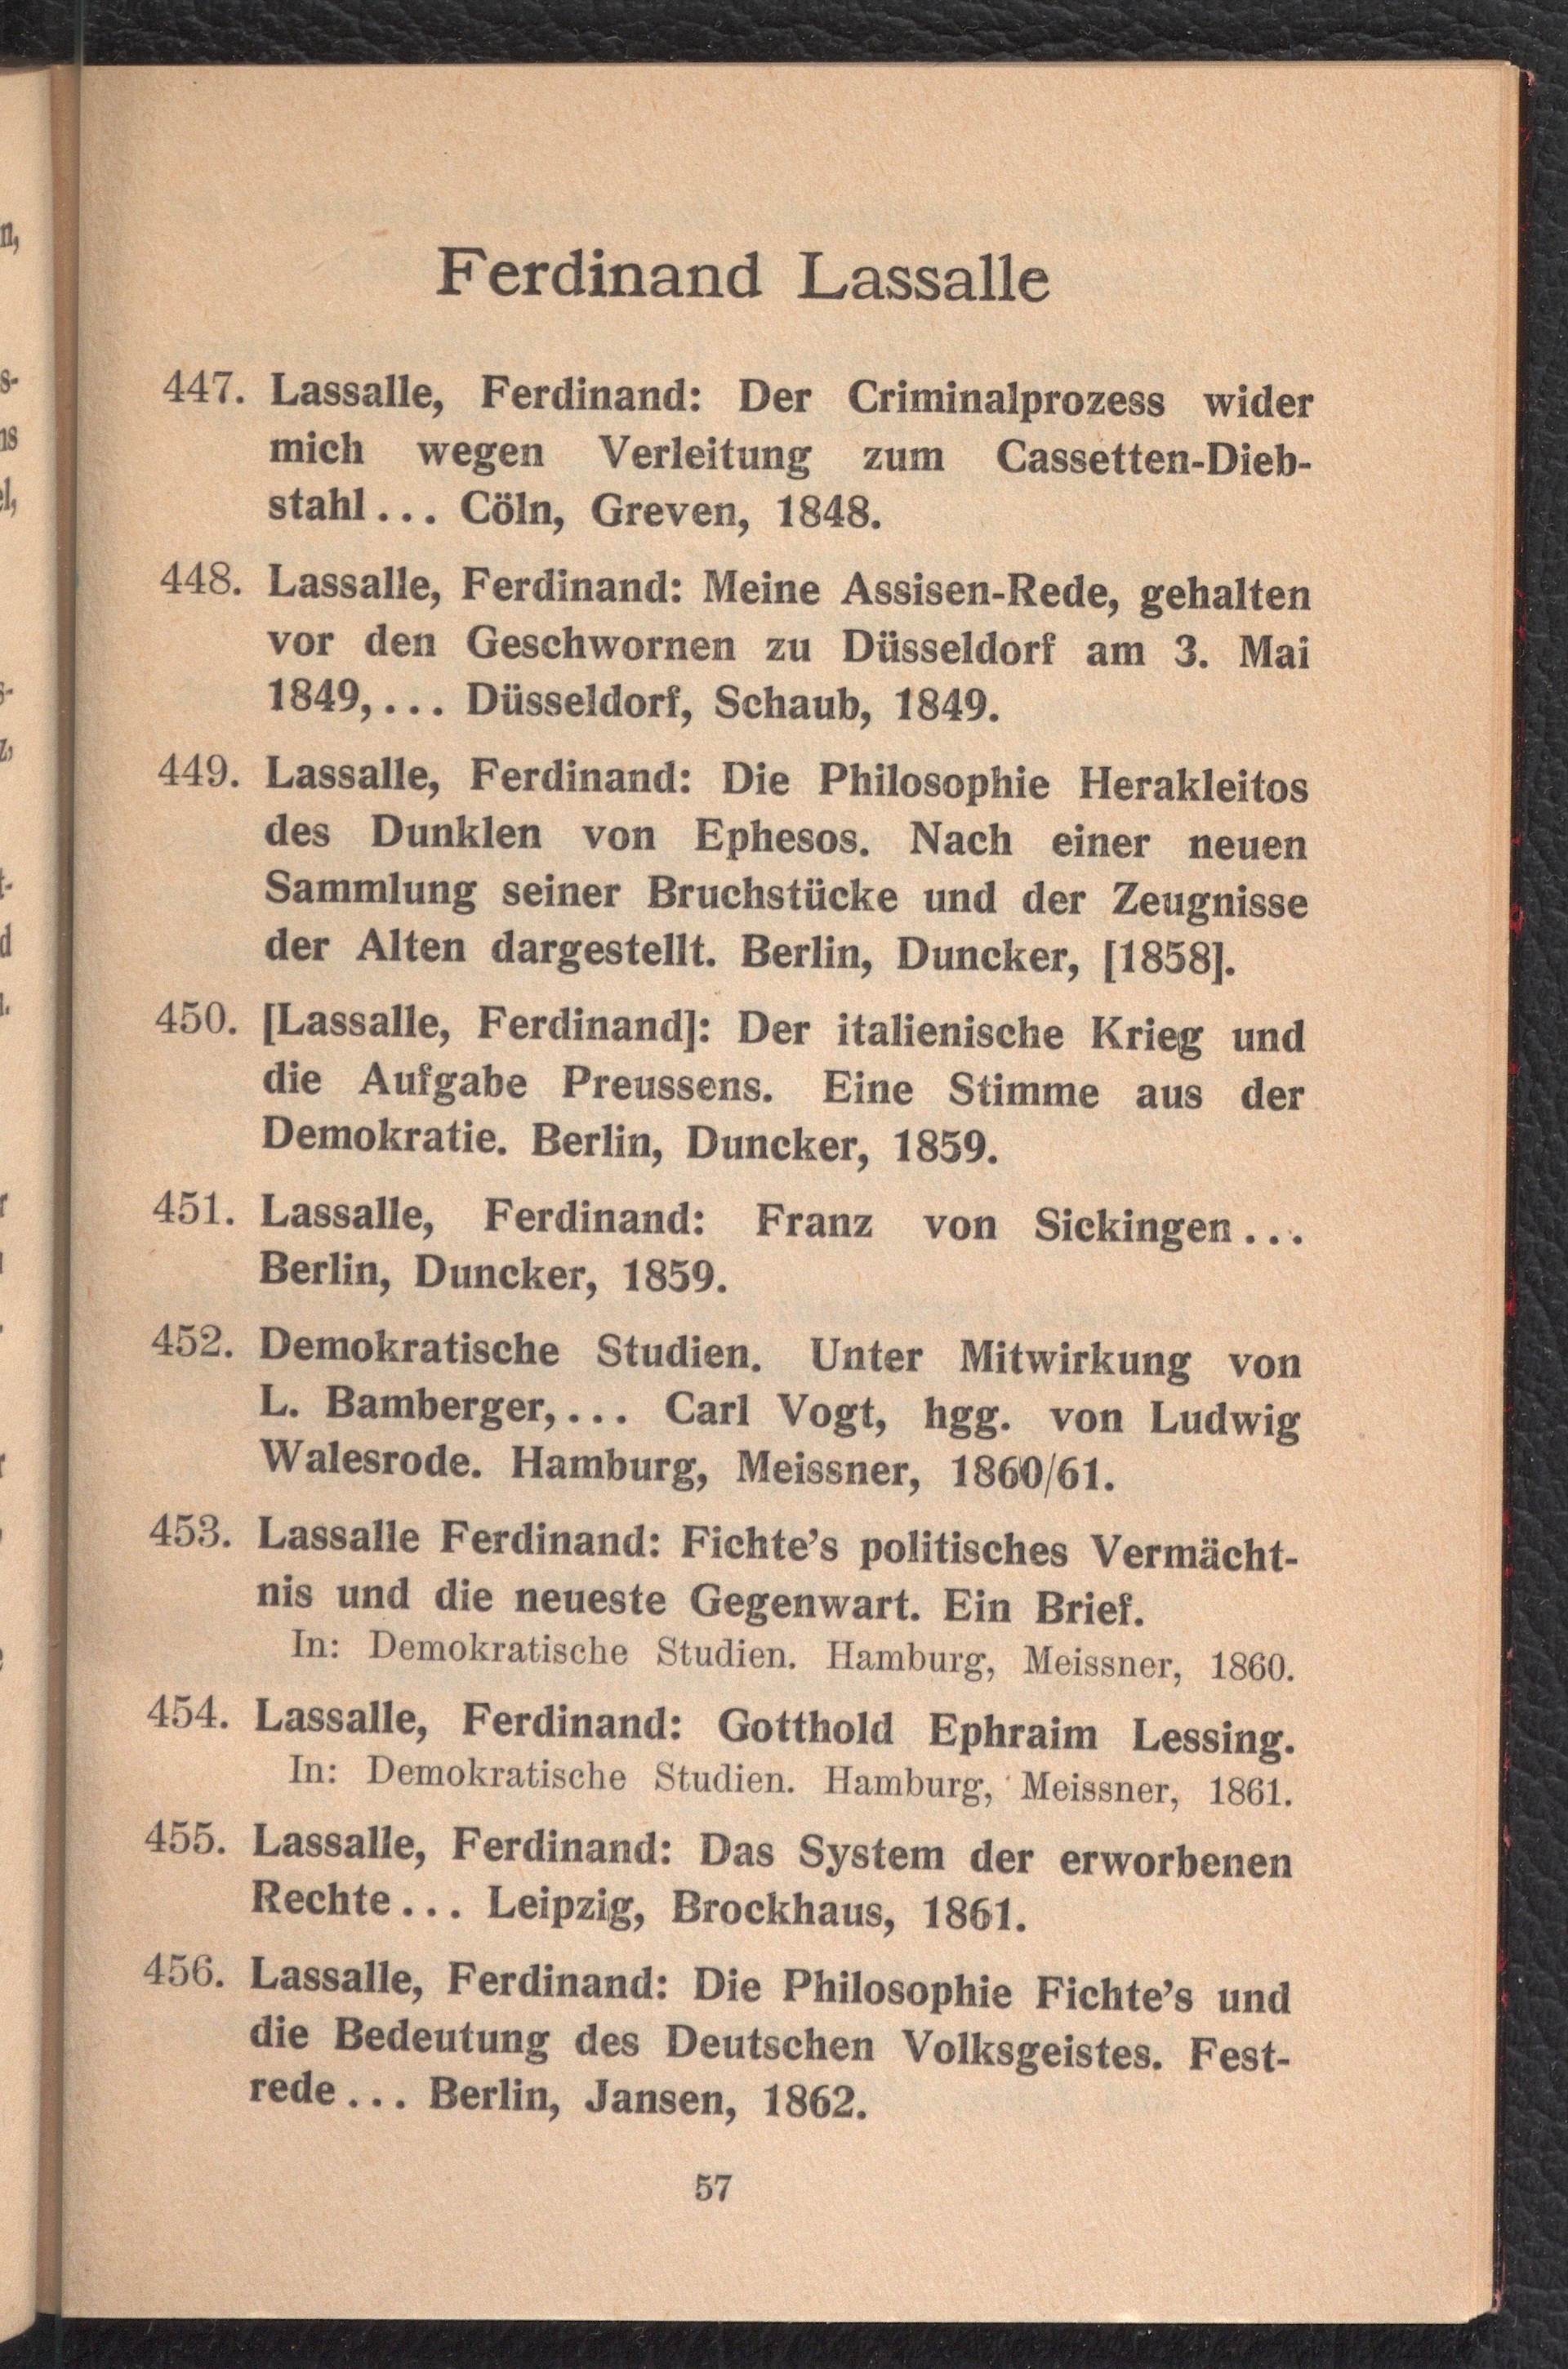 Ferdinand Lassalle
447. Lassalle, Ferdinand: Der Criminalprozess wider
mich wegen Verleitung zum Cassetten-Dieb-
stahl... Cöln, Greven, 1848.
448. Lassalle, Ferdinand: Meine Assisen-Rede, gehalten
vor den Geschwornen zu Düsseldorf am 3. Mai
1849,... Düsseldorf, Schaub, 1849.
449. Lassalle, Ferdinand: Die Philosophie Herakleitos
des Dunklen von Ephesos. Nach einer neuen
Sammlung seiner Bruchstücke und der Zeugnisse
der Alten dargestellt. Berlin, Duncker, [1858].
450. [Lassalle, Ferdinand]: Der italienische Krieg und
die Aufgabe Preussens. Eine Stimme aus der
Demokratie. Berlin, Duncker, 1859.
451. Lassalle, Ferdinand: Franz von Sickingen...
Berlin, Duncker, 1859.
452. Demokratische Studien. Unter Mitwirkung von
L. Bamberger,... Carl Vogt, hgg. von Ludwig
Walesrode. Hamburg, Meissner, 1860/61.
453. Lassalle Ferdinand: Fichte's politisches Vermächt-
nis und die neueste Gegenwart. Ein Brief.
In: Demokratische Studien. Hamburg, Meissner, 1860.
454. Lassalle, Ferdinand: Gotthold Ephraim Lessing.
In: Demokratische Studien. Hamburg, Meissner, 1861.
455. Lassalle, Ferdinand: Das System der erworbenen
Rechte... Leipzig, Brockhaus, 1861.
456. Lassalle, Ferdinand: Die Philosophie Fichte's und
die Bedeutung des Deutschen Volksgeistes. Fest-
rede... Berlin, Jansen, 1862.
57